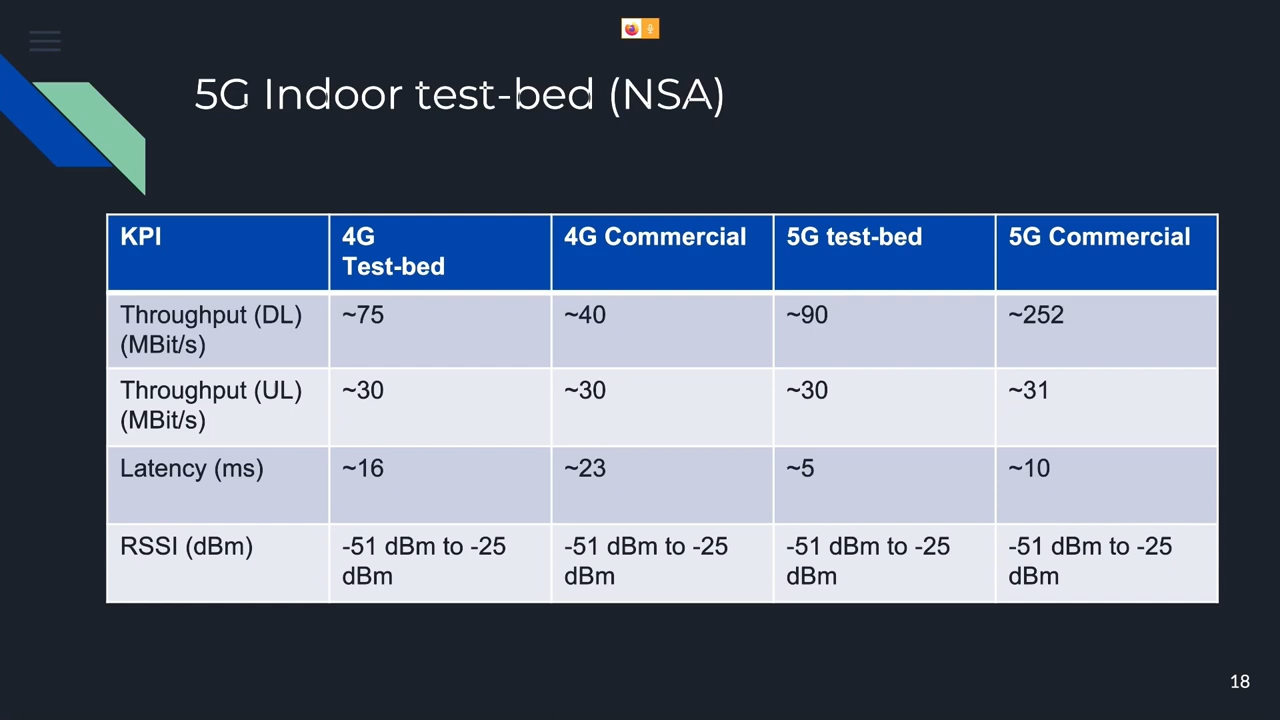 5G Indoor test-bed (NSA)
KPI
4G
Test-bed
4G Commercial
5G test-bed
5G Commercial
Throughput (DL)
(MBit/s)
~75
~40
~90
~252
Throughput (UL)
(MBit/s)
~30
~30
~30
~31
Latency (ms)
~16
~23
~5
~10
RSSI (dBm)
-51 dBm to -25
dBm
-51 dBm to -25
dBm
-51 dBm to -25
dBm
-51 dBm to -25
dBm
18